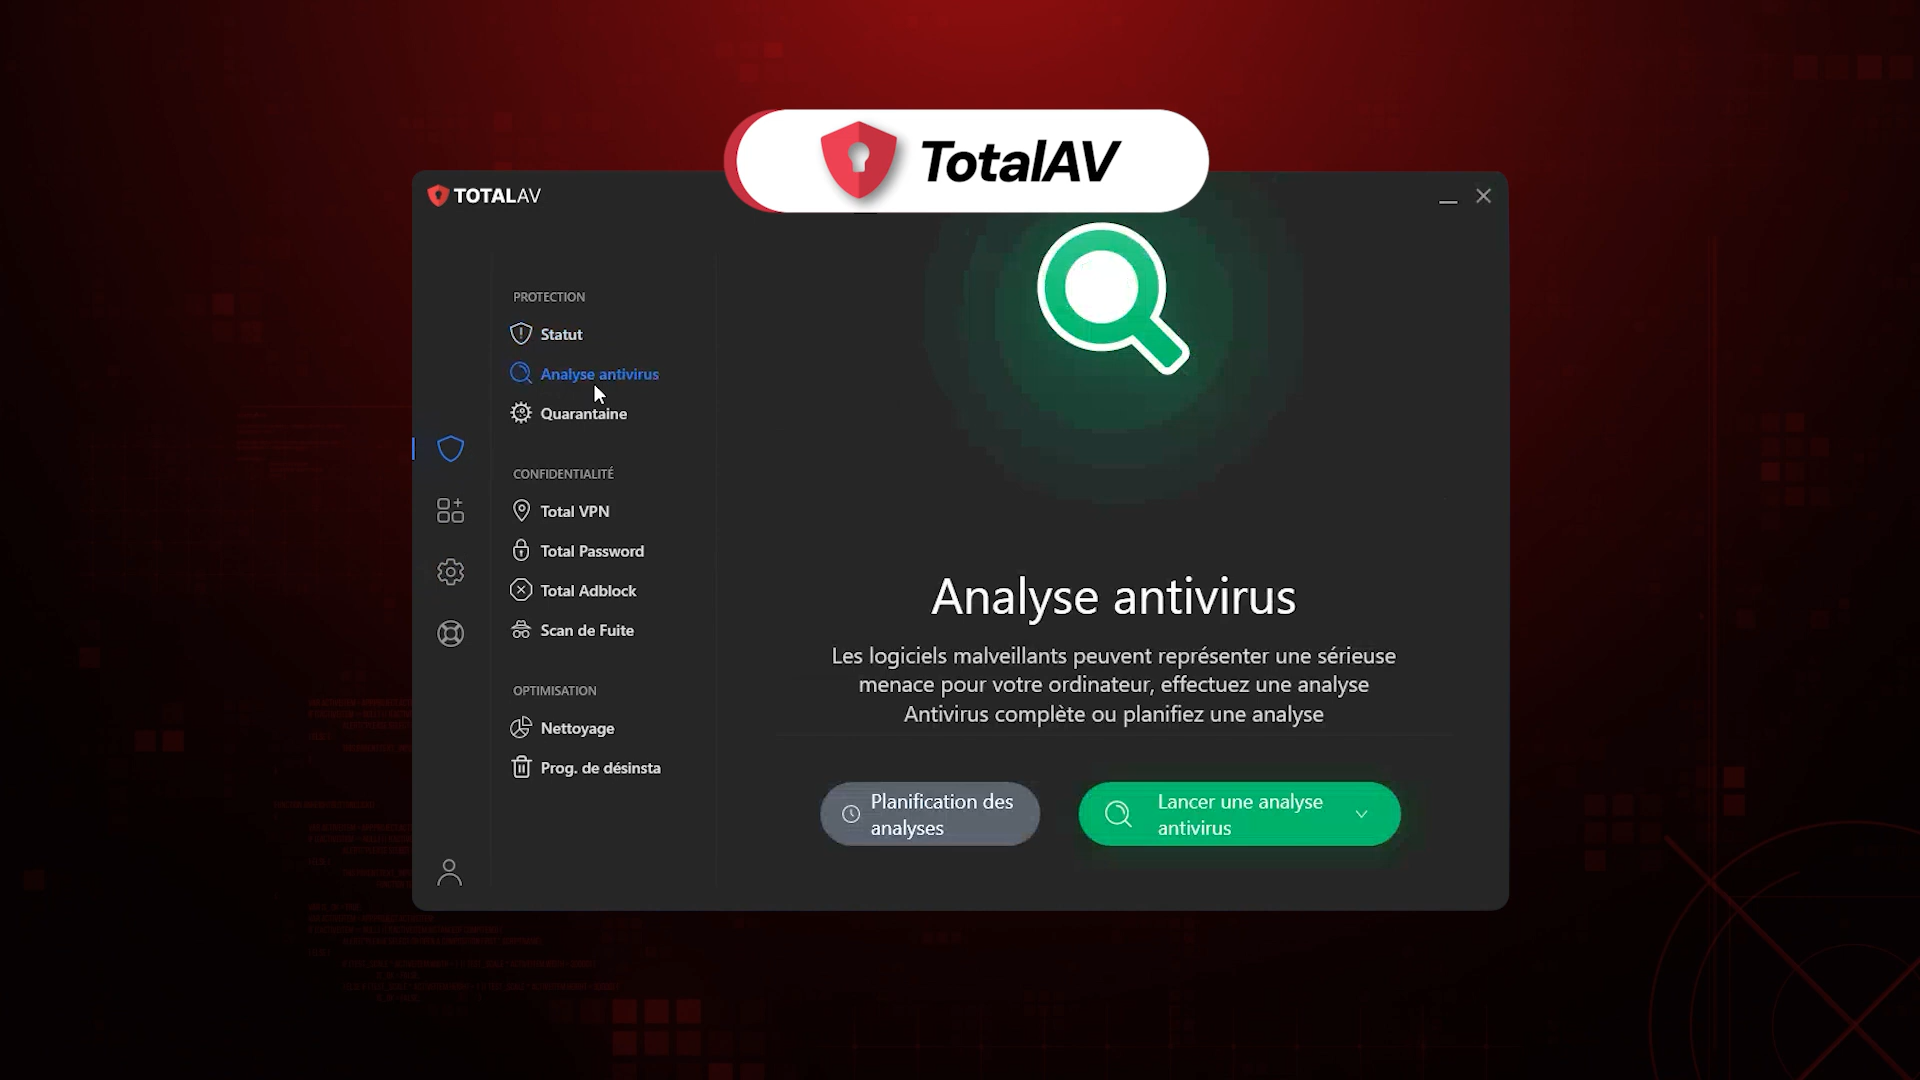 TotalAV
TOTALAV
PROTECTION
Statut
Analyse antivirus
Quarantaine
CONFIDENTIALITÉ
Total VPN
Total Password
Total Adblock
Scan de Fuite
OPTIMISATION
Nettoyage
Prog. de désinsta
Analyse antivirus
Les logiciels malveillants peuvent représenter une sérieuse
menace pour votre ordinateur, effectuez une analyse
Antivirus complète ou planifiez une analyse
Planification des
analyses
Lancer une analyse
antivirus